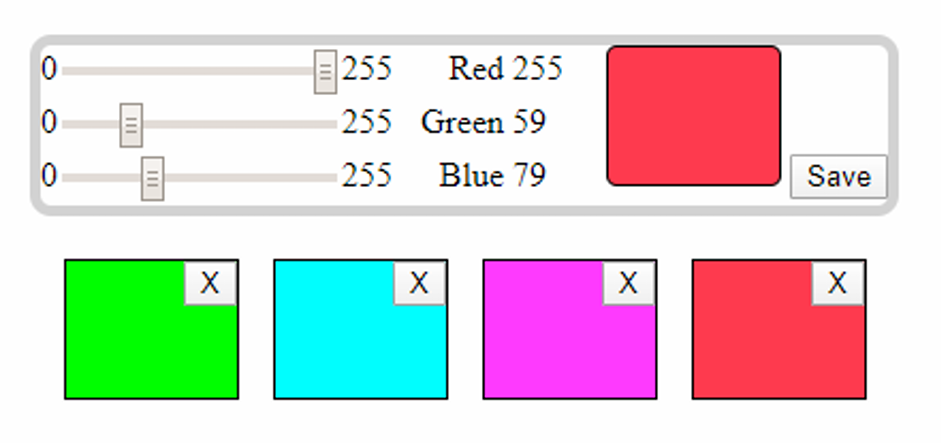 0 255 Red 255
0 255 Green 59
0 255 Blue 79
Save
X X X X